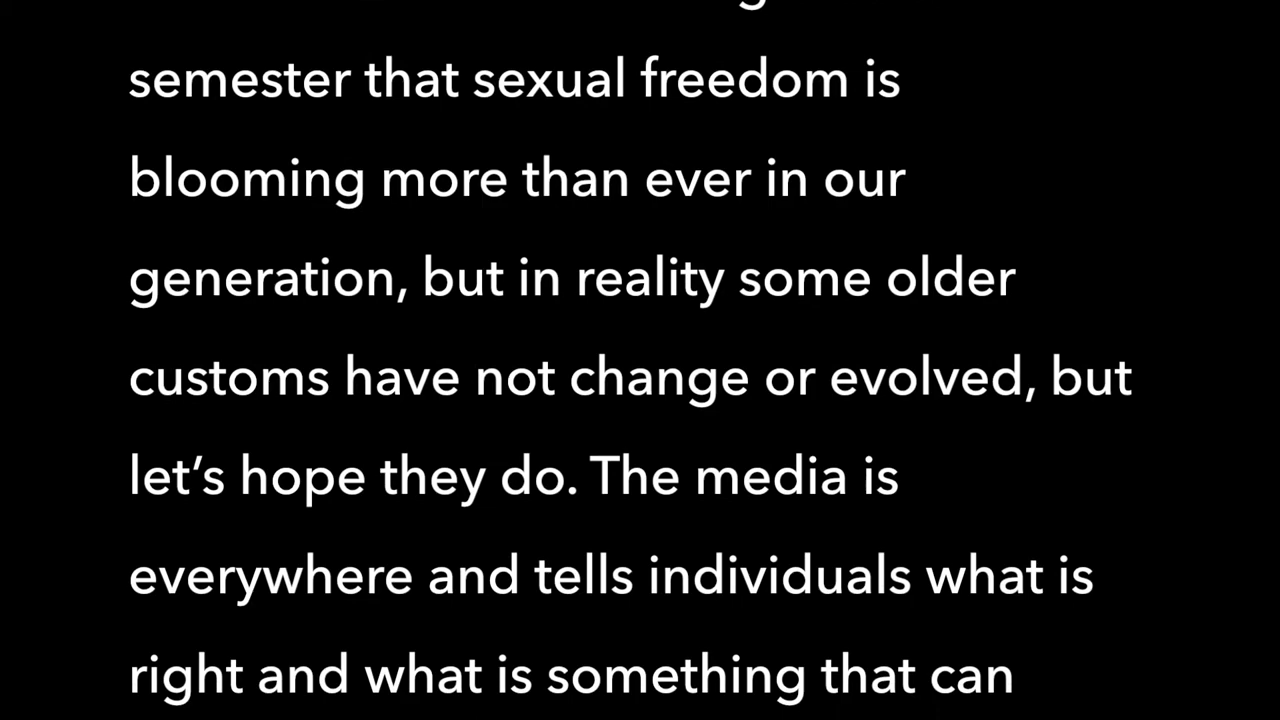 semester that sexual freedom is
blooming more than ever in our
generation, but in reality some older
customs have not change or evolved, but
let’s hope they do. The media is
everywhere and tells individuals what is
right and what is something that can